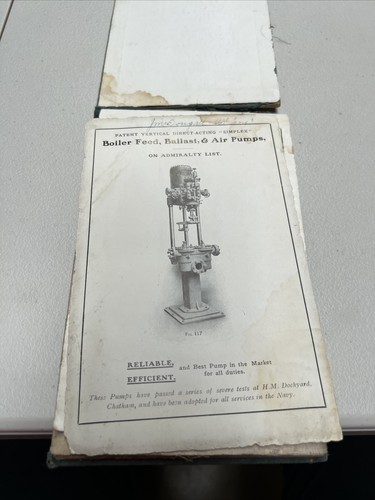 PATENT VERTICAL DIRECT-ACTING "SIMPLEX"
Boiler Feed, Ballast, & Air Pumps,
ON ADMIRALTY LIST.
RELIABLE,
EFFICIENT,
and Best Pump in the Market
for all duties.
These Pumps have passed a series of severe tests at H.M. Dockyard,
Chatham, and have been adopted for all services in the Navy.